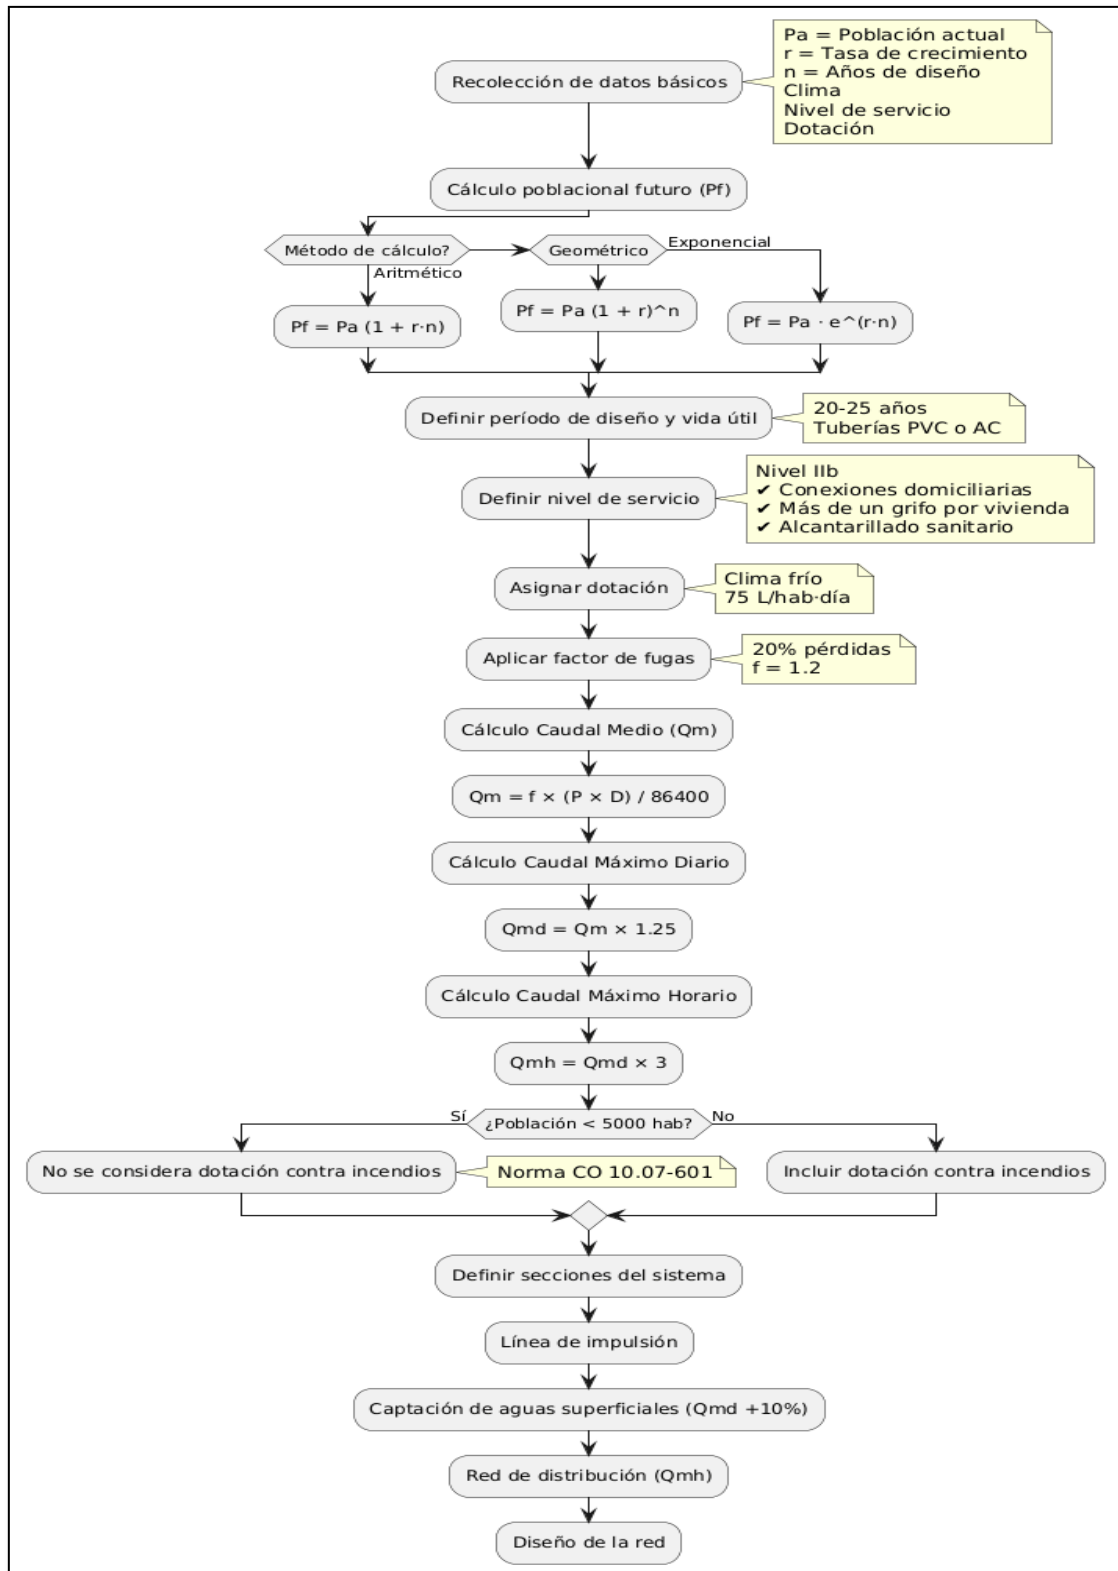 Pa = Población actual
r = Tasa de crecimiento
n = Años de diseño
Clima
Nivel de servicio
Dotación
Recolección de datos básicos
Cálculo poblacional futuro (Pf)
Método de cálculo?
Aritmético
Geométrico
Exponencial
Pf = Pa (1 + r·n)
Pf = Pa (1 + r)^n
Pf = Pa · e^(r·n)
Definir período de diseño y vida útil
20-25 años
Tuberías PVC o AC
Definir nivel de servicio
Nivel IIb
✔ Conexiones domiciliarias
✔ Más de un grifo por vivienda
✔ Alcantarillado sanitario
Asignar dotación
Clima frío
75 L/hab·día
Aplicar factor de fugas
20% pérdidas
f = 1.2
Cálculo Caudal Medio (Qm)
Qm = f × (P × D) / 86400
Cálculo Caudal Máximo Diario
Qmd = Qm × 1.25
Cálculo Caudal Máximo Horario
Qmh = Qmd × 3
Sí
¿Población < 5000 hab?
No
No se considera dotación contra incendios
Norma CO 10.07-601
Incluir dotación contra incendios
Definir secciones del sistema
Línea de impulsión
Captación de aguas superficiales (Qmd +10%)
Red de distribución (Qmh)
Diseño de la red